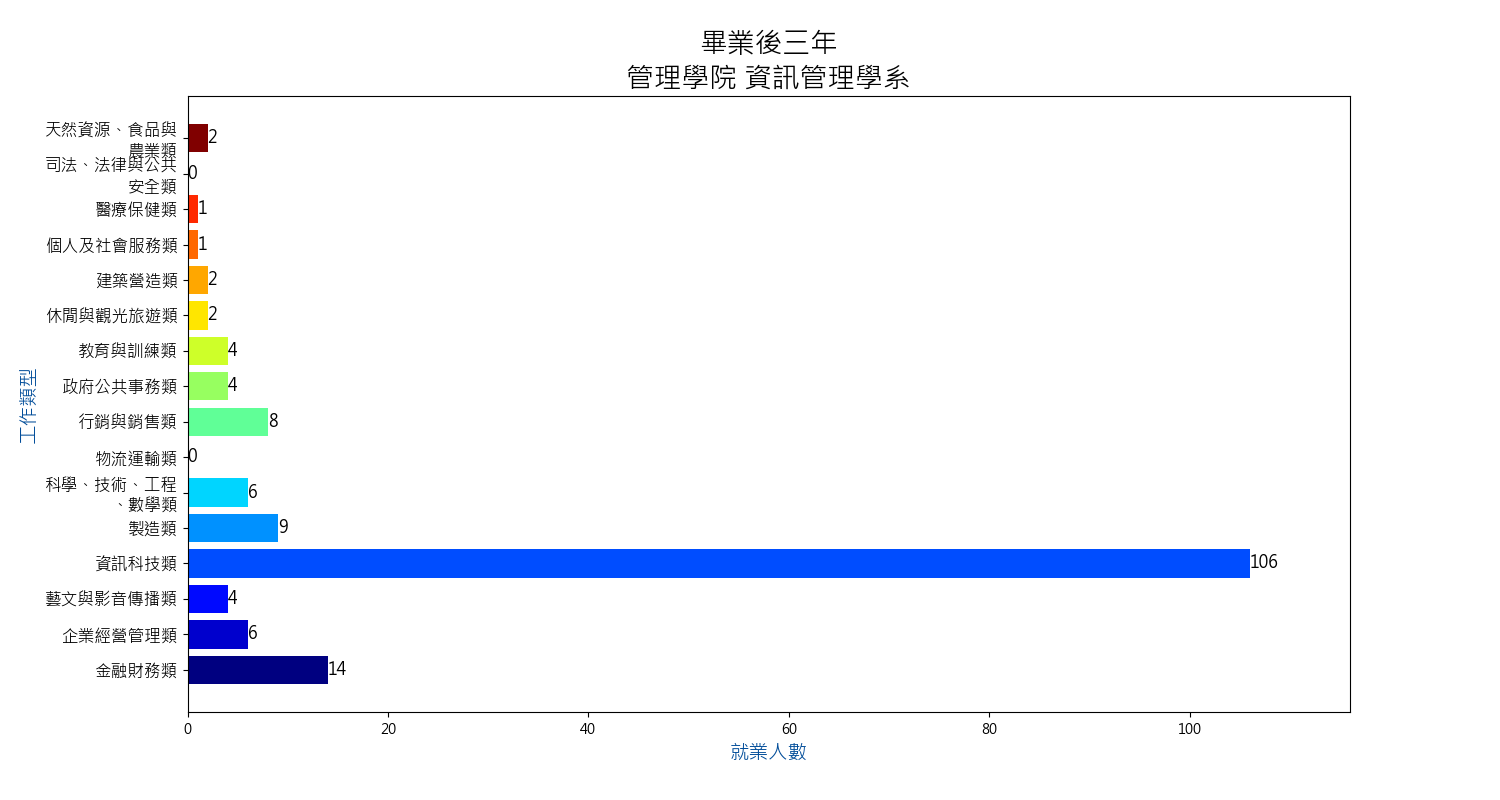 畢業後三年
管理學院 資訊管理學系
天然資源、食品與
農業類
2
司法、法律與公共
安全類
0
醫療保健類
1
個人及社會服務類
1
建築營造類
2
休閒與觀光旅遊類
2
教育與訓練類
4
政府公共事務類
4
行銷與銷售類
8
物流運輸類
0
科學、技術、工程
、數學類
6
製造類
9
資訊科技類
106
藝文與影音傳播類
4
企業經營管理類
6
金融財務類
14
工作類型
0
20
40
60
80
100
就業人數